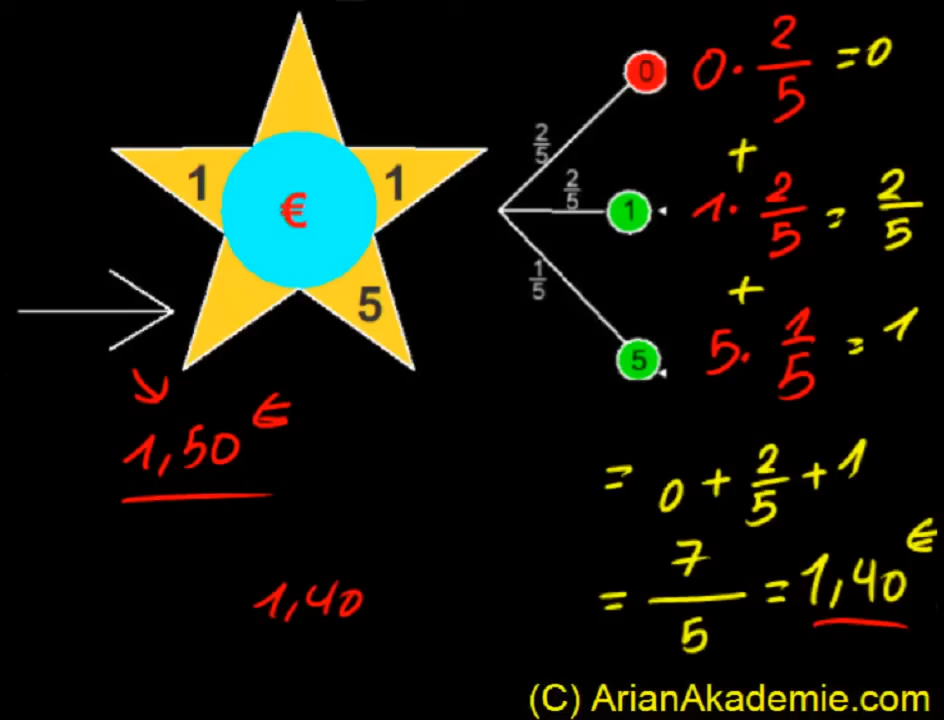 0 0 · 2/5 = 0
2/5
+
1 € 1 2/5 1 1 · 2/5 = 2/5
1/5
+
5 5 5 · 1/5 = 1
1,50 €
= 0 + 2/5 + 1
1,40 = 7/5 = 1,40 €
(C) ArianAkademie.com